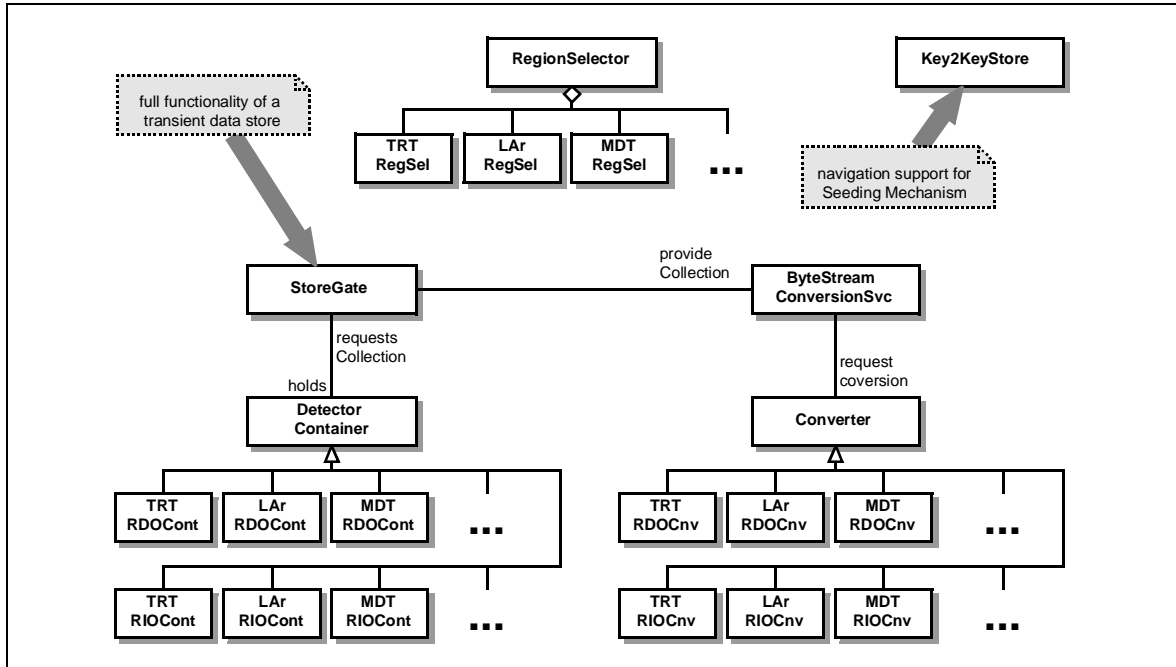 RegionSelector
Key2KeyStore
full functionality of a
transient data store
TRT
RegSel
LAr
RegSel
MDT
RegSel
...
navigation support for
Seeding Mechanism
provide
Collection
StoreGate
ByteStream
ConversionSvc
requests
Collection
request
coversion
holds
Detector
Container
Converter
TRT
RDOCont
LAr
RDOCont
MDT
RDOCont
...
TRT
RDOCnv
LAr
RDOCnv
MDT
RDOCnv
...
TRT
RIOCont
LAr
RIOCont
MDT
RIOCont
...
TRT
RIOCnv
LAr
RIOCnv
MDT
RIOCnv
...